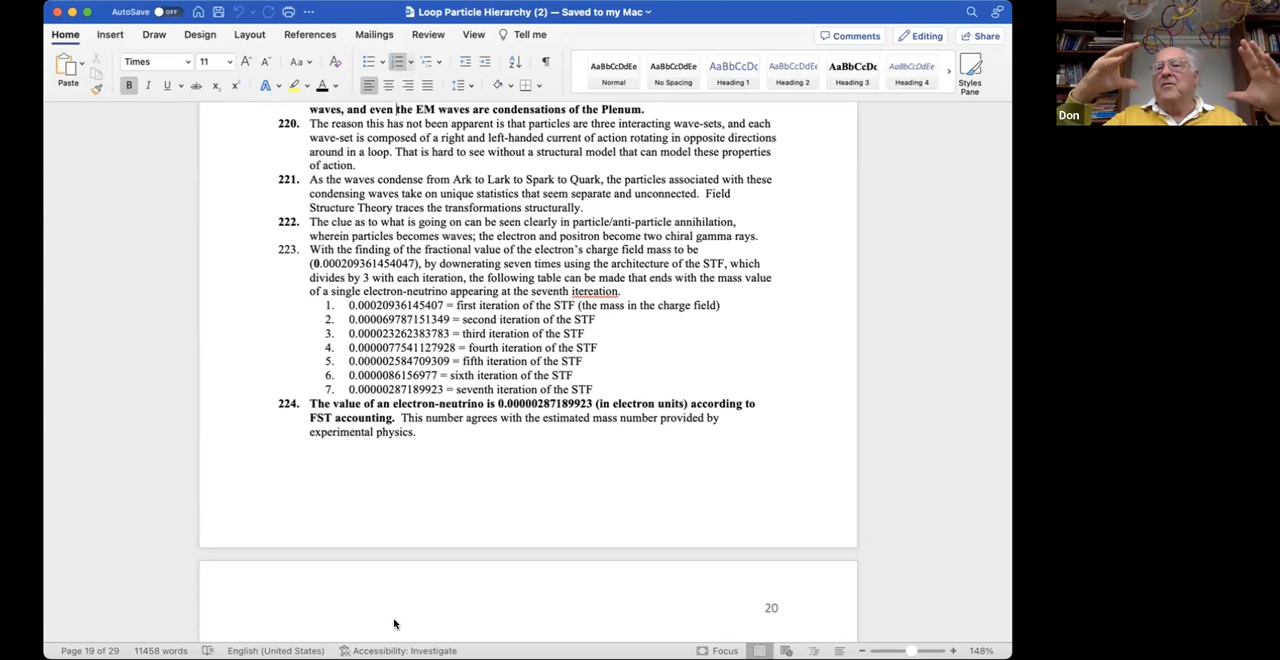 AutoSave OFF
Loop Particle Hierarchy (2) — Saved to my Mac
Home Insert Draw Design Layout References Mailings Review View Tell me
Comments Editing Share
Paste
Times 11
Aa
AaBbCcDdEe AaBbCcDdEe AaBbCcDc AaBbCcDdEe AaBbCcDc AaBbCcDdEe
Normal No Spacing Heading 1 Heading 2 Heading 3 Heading 4
Styles Pane
Don
waves, and even the EM waves are condensations of the Plenum.
220. The reason this has not been apparent is that particles are three interacting wave-sets, and each
wave-set is composed of a right and left-handed current of action rotating in opposite directions
around in a loop. That is hard to see without a structural model that can model these properties
of action.
221. As the waves condense from Ark to Lark to Spark to Quark, the particles associated with these
condensing waves take on unique statistics that seem separate and unconnected. Field
Structure Theory traces the transformations structurally.
222. The clue as to what is going on can be seen clearly in particle/anti-particle annihilation,
wherein particles becomes waves; the electron and positron become two chiral gamma rays.
223. With the finding of the fractional value of the electron's charge field mass to be
(0.000209361454047), by downerating seven times using the architecture of the STF, which
divides by 3 with each iteration, the following table can be made that ends with the mass value
of a single electron-neutrino appearing at the seventh itereation.
1. 0.00020936145407 = first iteration of the STF (the mass in the charge field)
2. 0.000069787151349 = second iteration of the STF
3. 0.000023262383783 = third iteration of the STF
4. 0.0000077541127928 = fourth iteration of the STF
5. 0.000002584709309 = fifth iteration of the STF
6. 0.0000086156977 = sixth iteration of the STF
7. 0.00000287189923 = seventh iteration of the STF
224. The value of an electron-neutrino is 0.00000287189923 (in electron units) according to
FST accounting. This number agrees with the estimated mass number provided by
experimental physics.
20
Page 19 of 29 11458 words English (United States) Accessibility: Investigate Focus 148%